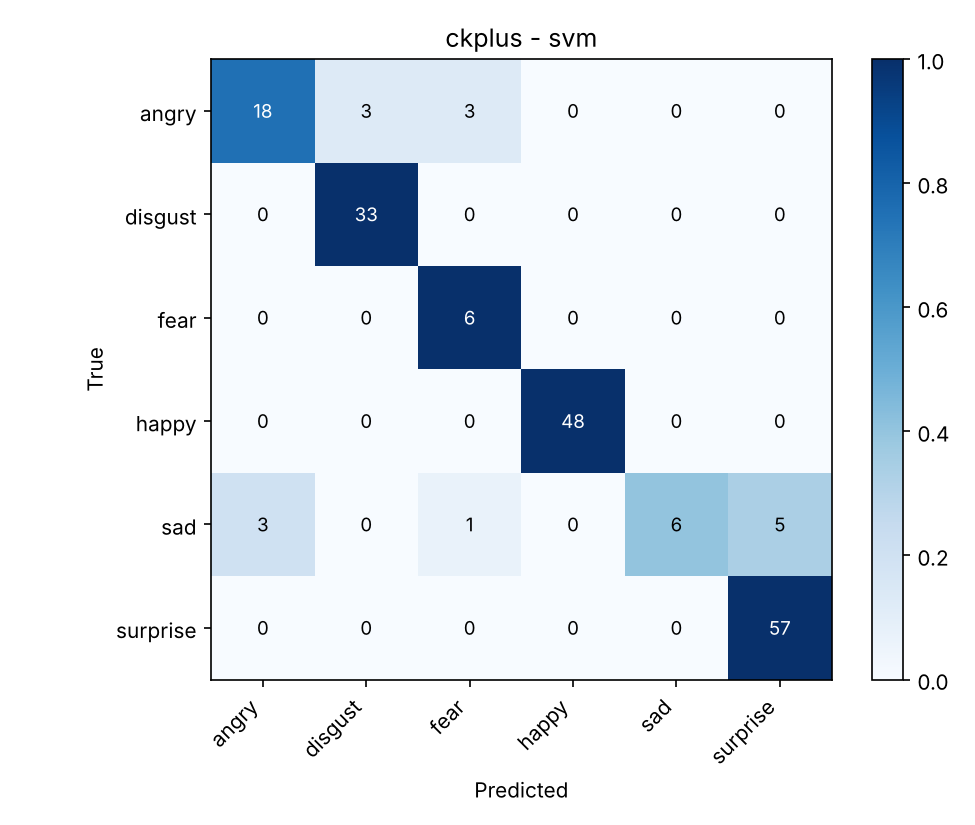 ckplus - svm
angry 18 3 3 0 0 0
disgust 0 33 0 0 0 0
fear 0 0 6 0 0 0
happy 0 0 0 48 0 0
sad 3 0 1 0 6 5
surprise 0 0 0 0 0 57
True
angry disgust fear happy sad surprise
Predicted
1.0
0.8
0.6
0.4
0.2
0.0